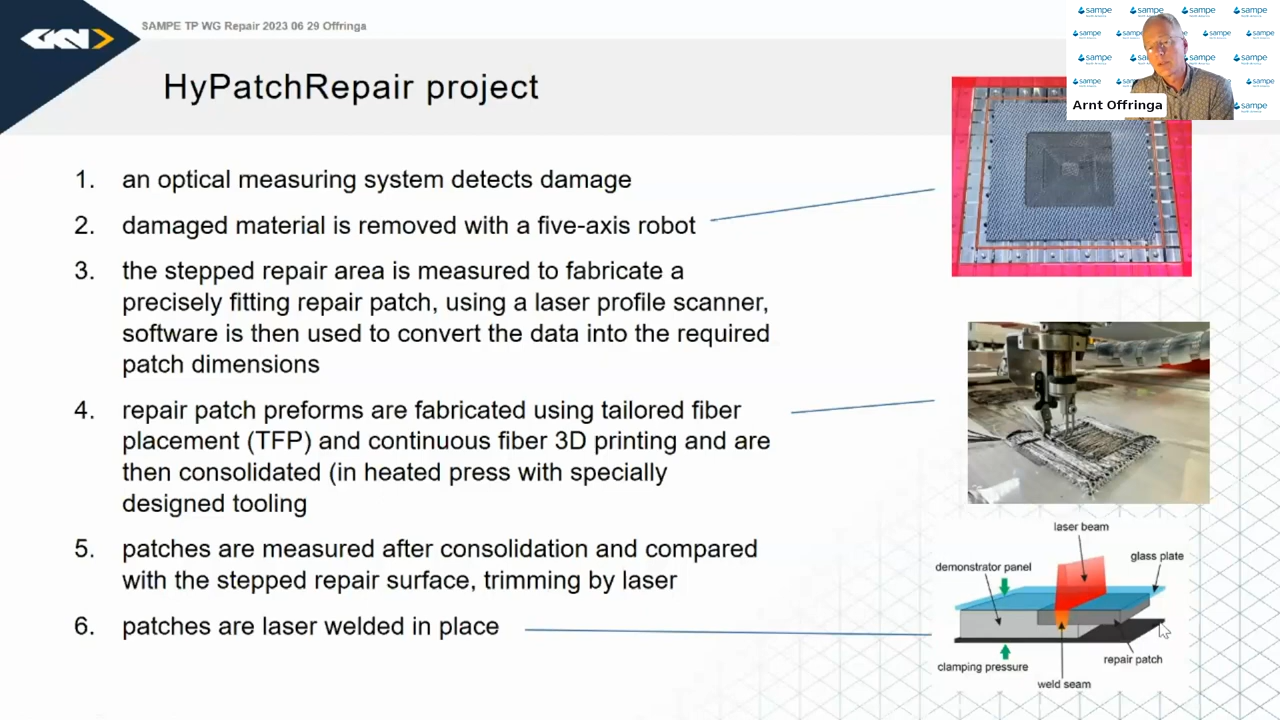 GKN
SAMPE TP WG Repair 2023 06 29 Offringa
HyPatchRepair project
sampe
sampe
sampe
sampe
sampe
sampe
sampe
sampe
sampe
sampe
sampe
sampe
Arnt Offringa
1. an optical measuring system detects damage
2. damaged material is removed with a five-axis robot
3. the stepped repair area is measured to fabricate a
precisely fitting repair patch, using a laser profile scanner,
software is then used to convert the data into the required
patch dimensions
4. repair patch preforms are fabricated using tailored fiber
placement (TFP) and continuous fiber 3D printing and are
then consolidated (in heated press with specially
designed tooling
5. patches are measured after consolidation and compared
with the stepped repair surface, trimming by laser
6. patches are laser welded in place
laser beam
glass plate
demonstrator panel
clamping pressure
repair patch
weld seam